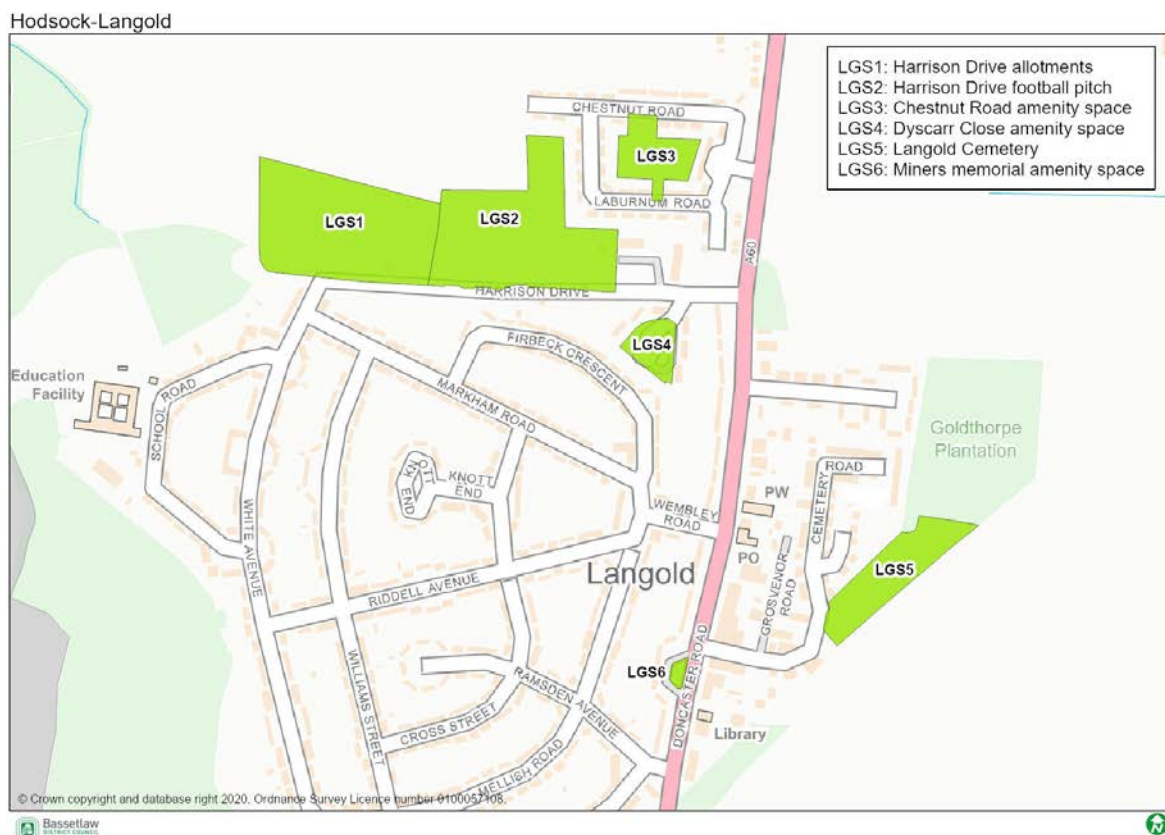 Hodsock-Langold
LGS1: Harrison Drive allotments
LGS2: Harrison Drive football pitch
LGS3: Chestnut Road amenity space
LGS4: Dyscarr Close amenity space
LGS5: Langold Cemetery
LGS6: Miners memorial amenity space
CHESTNUT ROAD
LGS3
LABURNUM ROAD
LGS1
LGS2
A60
HARRISON DRIVE
LGS4
FIRBECK CRESCENT
Education
Facility
SCHOOL ROAD
MARKHAM ROAD
Goldthorpe
Plantation
KNOTT
END
KNOTT
END
CEMETERY
ROAD
PW
WEMBLEY
ROAD
PO
WHITE AVENUE
GROSVENOR
ROAD
LGS5
Langold
RIDDELL AVENUE
WILLIAMS STREET
LGS6
DONCASTER ROAD
RAMSDEN AVENUE
CROSS STREET
Library
MELLISH ROAD
© Crown copyright and database right 2020. Ordnance Survey Licence number 0100057108.
Bassetlaw
DISTRICT COUNCIL
N